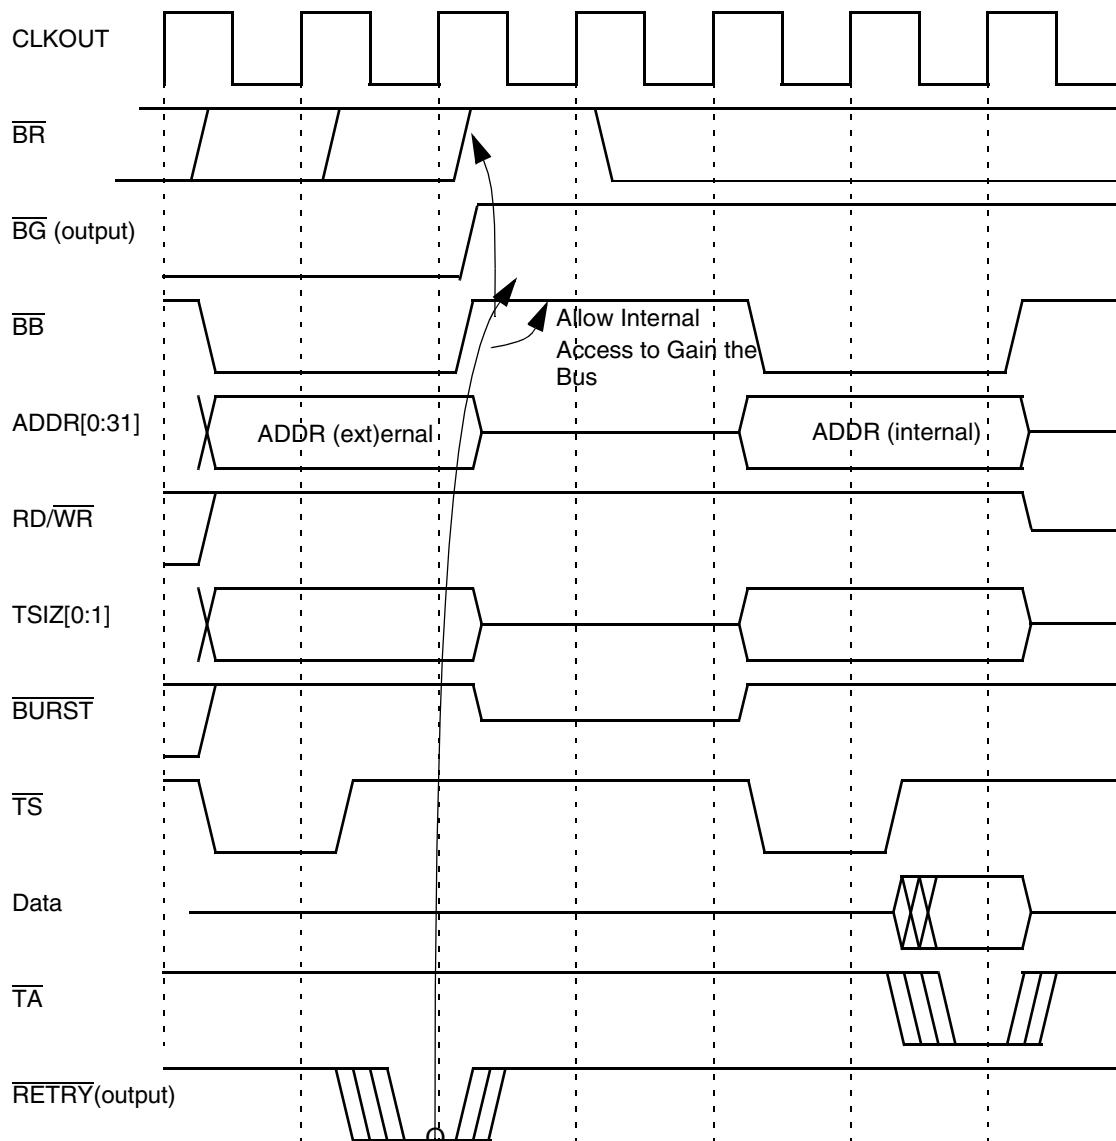 CLKOUT
BR
BG (output)
BB
Allow Internal
Access to Gain the
Bus
ADDR[0:31]
ADDR (ext)ernal
ADDR (internal)
RD/WR
TSIZ[0:1]
BURST
TS
Data
TA
RETRY(output)